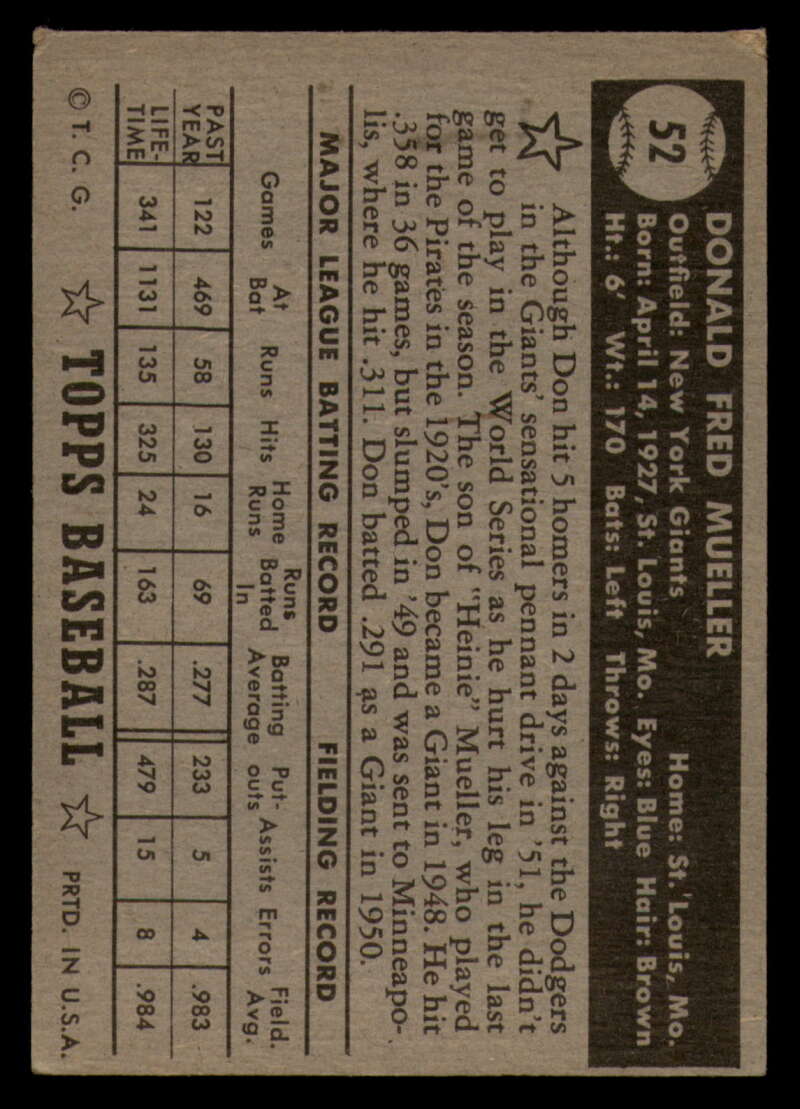 52
DONALD FRED MUELLER
Outfield: New York Giants Home: St. Louis, Mo.
Born: April 14, 1927, St. Louis, Mo. Eyes: Blue Hair: Brown
Ht.: 6' Wt.: 170 Bats: Left Throws: Right
Although Don hit 5 homers in 2 days against the Dodgers
in the Giants' sensational pennant drive in '51, he didn't
get to play in the World Series as he hurt his leg in the last
game of the season. The son of "Heinie" Mueller, who played
for the Pirates in the 1920's, Don became a Giant in 1948. He hit
.358 in 36 games, but slumped in '49 and was sent to Minneapo-
lis, where he hit .311. Don batted .291 as a Giant in 1950.
MAJOR LEAGUE BATTING RECORD FIELDING RECORD
Games At Bat Runs Hits Home Runs Runs Batted In Batting Average Put-outs Assists Errors Field. Avg.
PAST YEAR 122 469 58 130 16 69 .277 233 5 4 .983
LIFE-TIME 341 1131 135 325 24 163 .287 479 15 8 .984
© T. C. G. ☆ TOPPS BASEBALL ☆ PRTD. IN U.S.A.